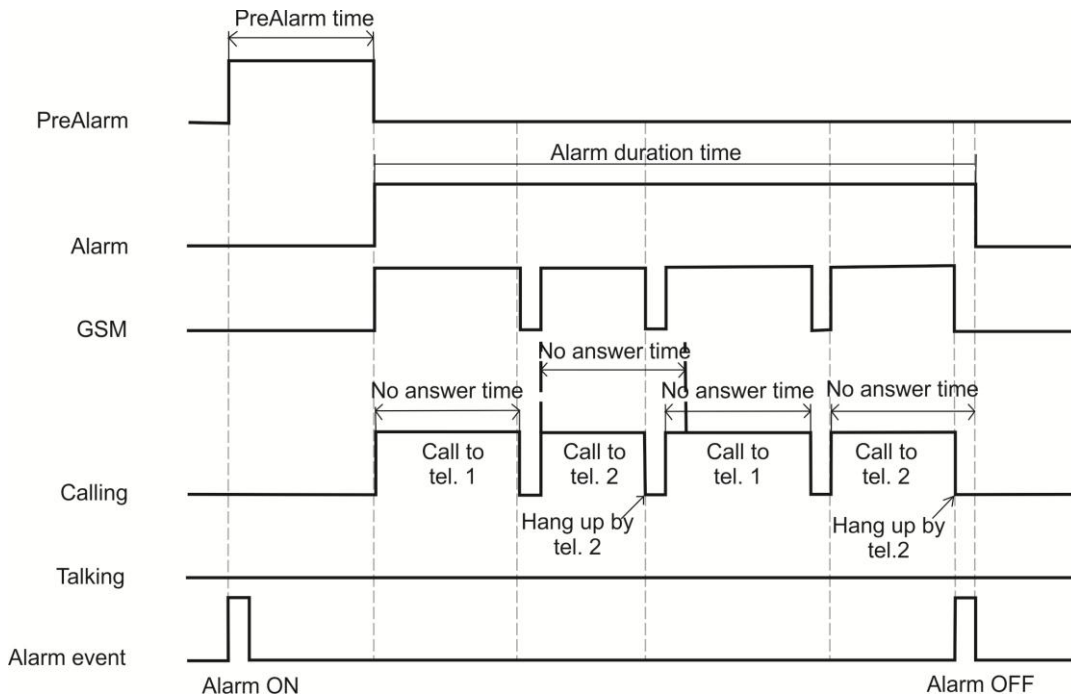 PreAlarm time
PreAlarm
Alarm duration time
Alarm
GSM
No answer time
No answer time
No answer time
No answer time
Call to
tel. 1
Call to
tel. 2
Call to
tel. 1
Call to
tel. 2
Calling
Hang up by
tel. 2
Hang up by
tel.2
Talking
Alarm event
Alarm ON
Alarm OFF